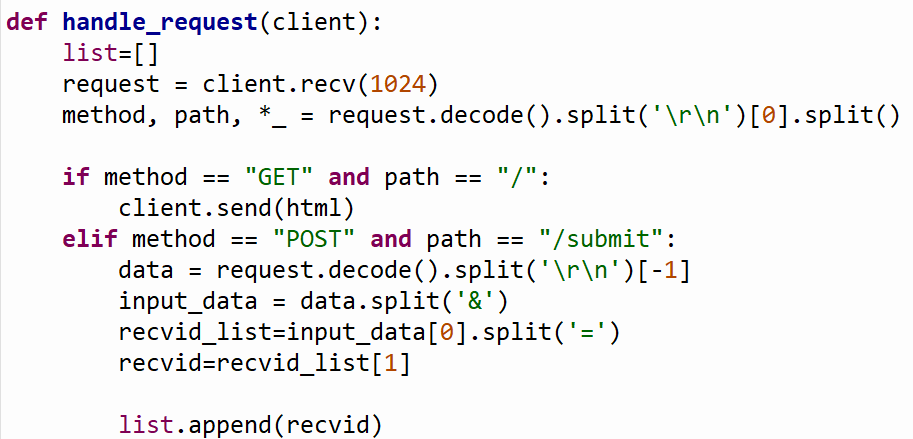 def handle_request(client):
    list=[]
    request = client.recv(1024)
    method, path, *_ = request.decode().split('\r\n')[0].split()

    if method == "GET" and path == "/":
        client.send(html)
    elif method == "POST" and path == "/submit":
        data = request.decode().split('\r\n')[-1]
        input_data = data.split('&')
        recvid_list=input_data[0].split('=')
        recvid=recvid_list[1]

        list.append(recvid)